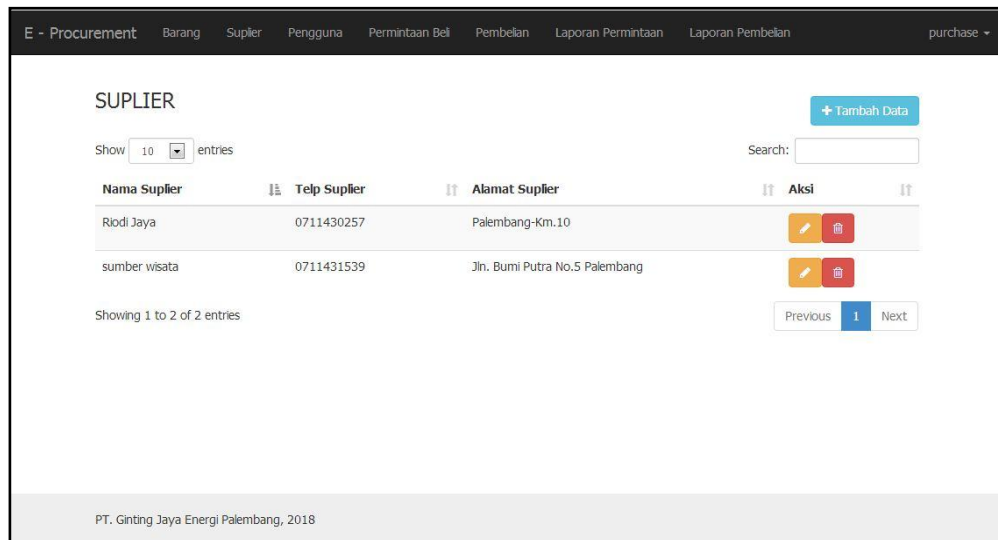 E - Procurement Barang Suplier Pengguna Permintaan Beli Pembelian Laporan Permintaan Laporan Pembelian purchase
SUPLIER
+ Tambah Data
Show 10 entries Search:
Nama Suplier Telp Suplier Alamat Suplier Aksi
Riodi Jaya 0711430257 Palembang-Km.10
sumber wisata 0711431539 Jln. Bumi Putra No.5 Palembang
Showing 1 to 2 of 2 entries Previous 1 Next
PT. Ginting Jaya Energi Palembang, 2018